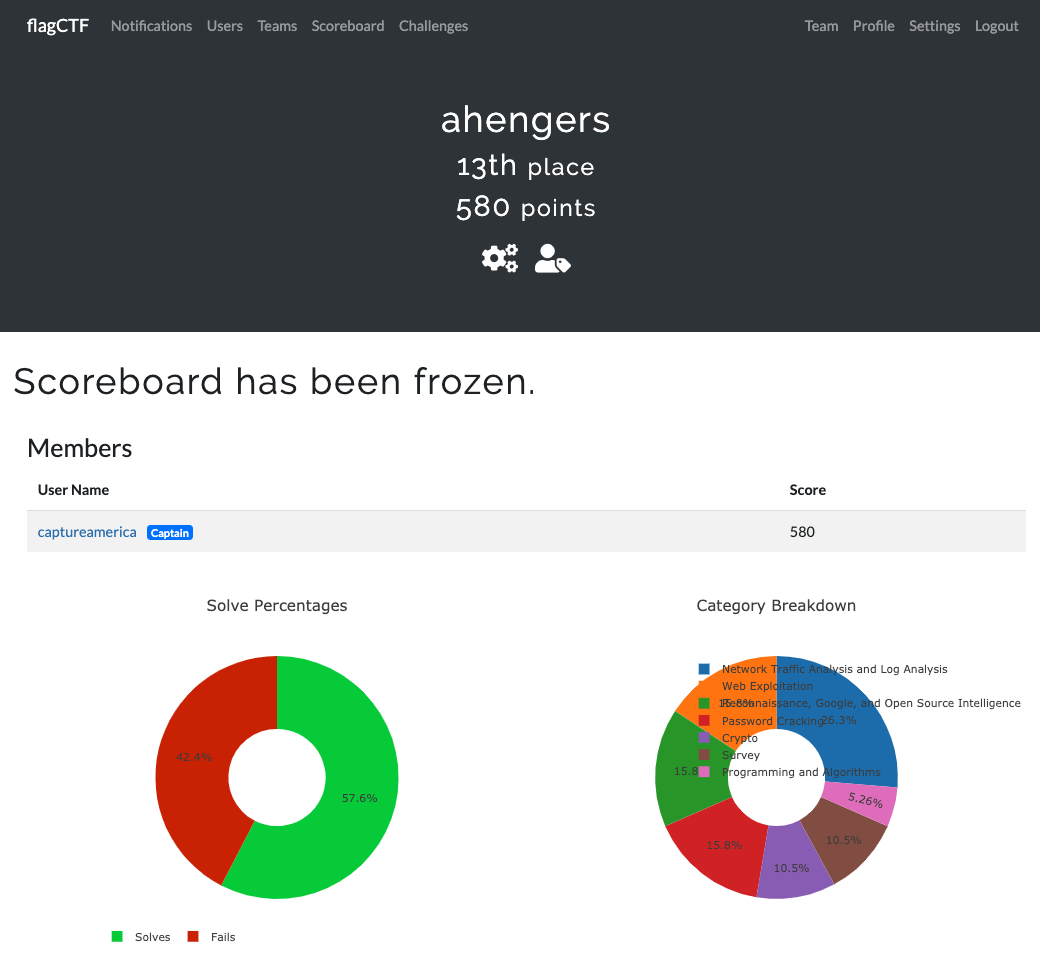 flagCTF Notifications Users Teams Scoreboard Challenges Team Profile Settings Logout
ahengers
13th place
580 points
Scoreboard has been frozen.
Members
User Name Score
captureamerica Captain 580
Solve Percentages
42.4%
57.6%
Solves Fails
Category Breakdown
Network Traffic Analysis and Log Analysis
Web Exploitation
Reconnaissance, Google, and Open Source Intelligence
15.8%
Password Cracking
26.3%
Crypto
Survey
Programming and Algorithms
15.8
5.26%
10.5%
15.8%
10.5%